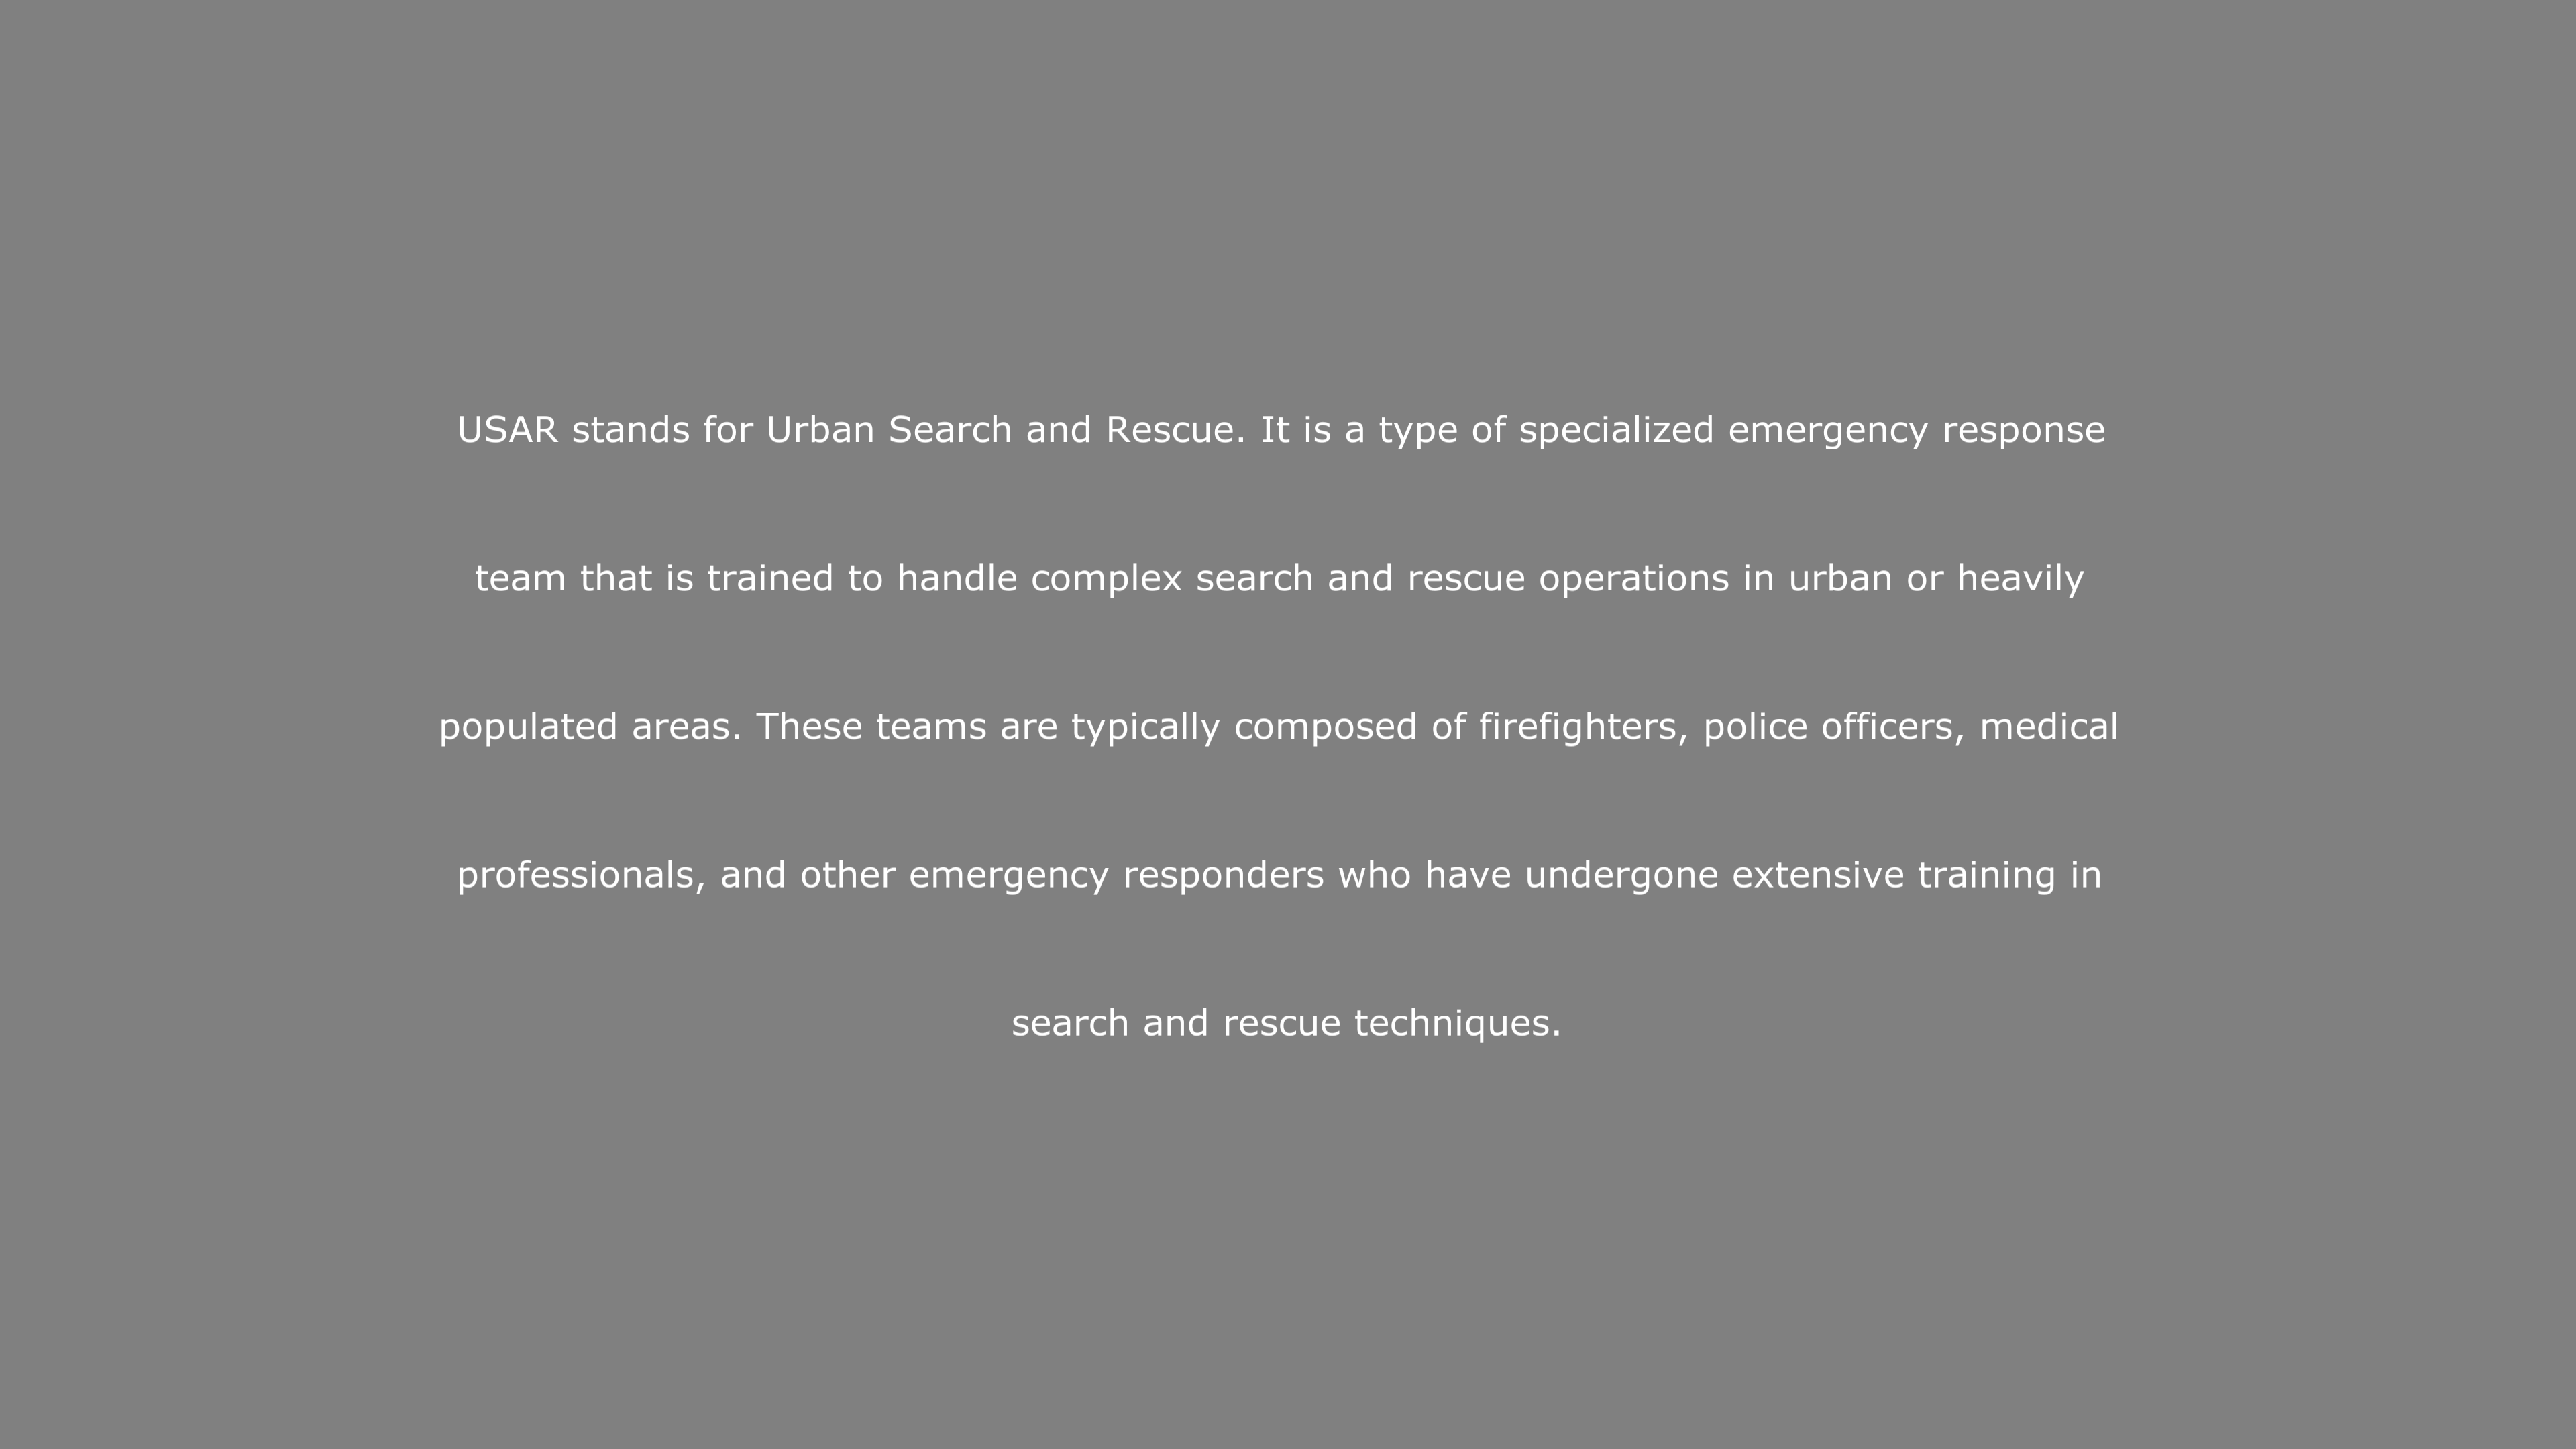 USAR stands for Urban Search and Rescue. It is a type of specialized emergency response
team that is trained to handle complex search and rescue operations in urban or heavily
populated areas. These teams are typically composed of firefighters, police officers, medical
professionals, and other emergency responders who have undergone extensive training in
search and rescue techniques.